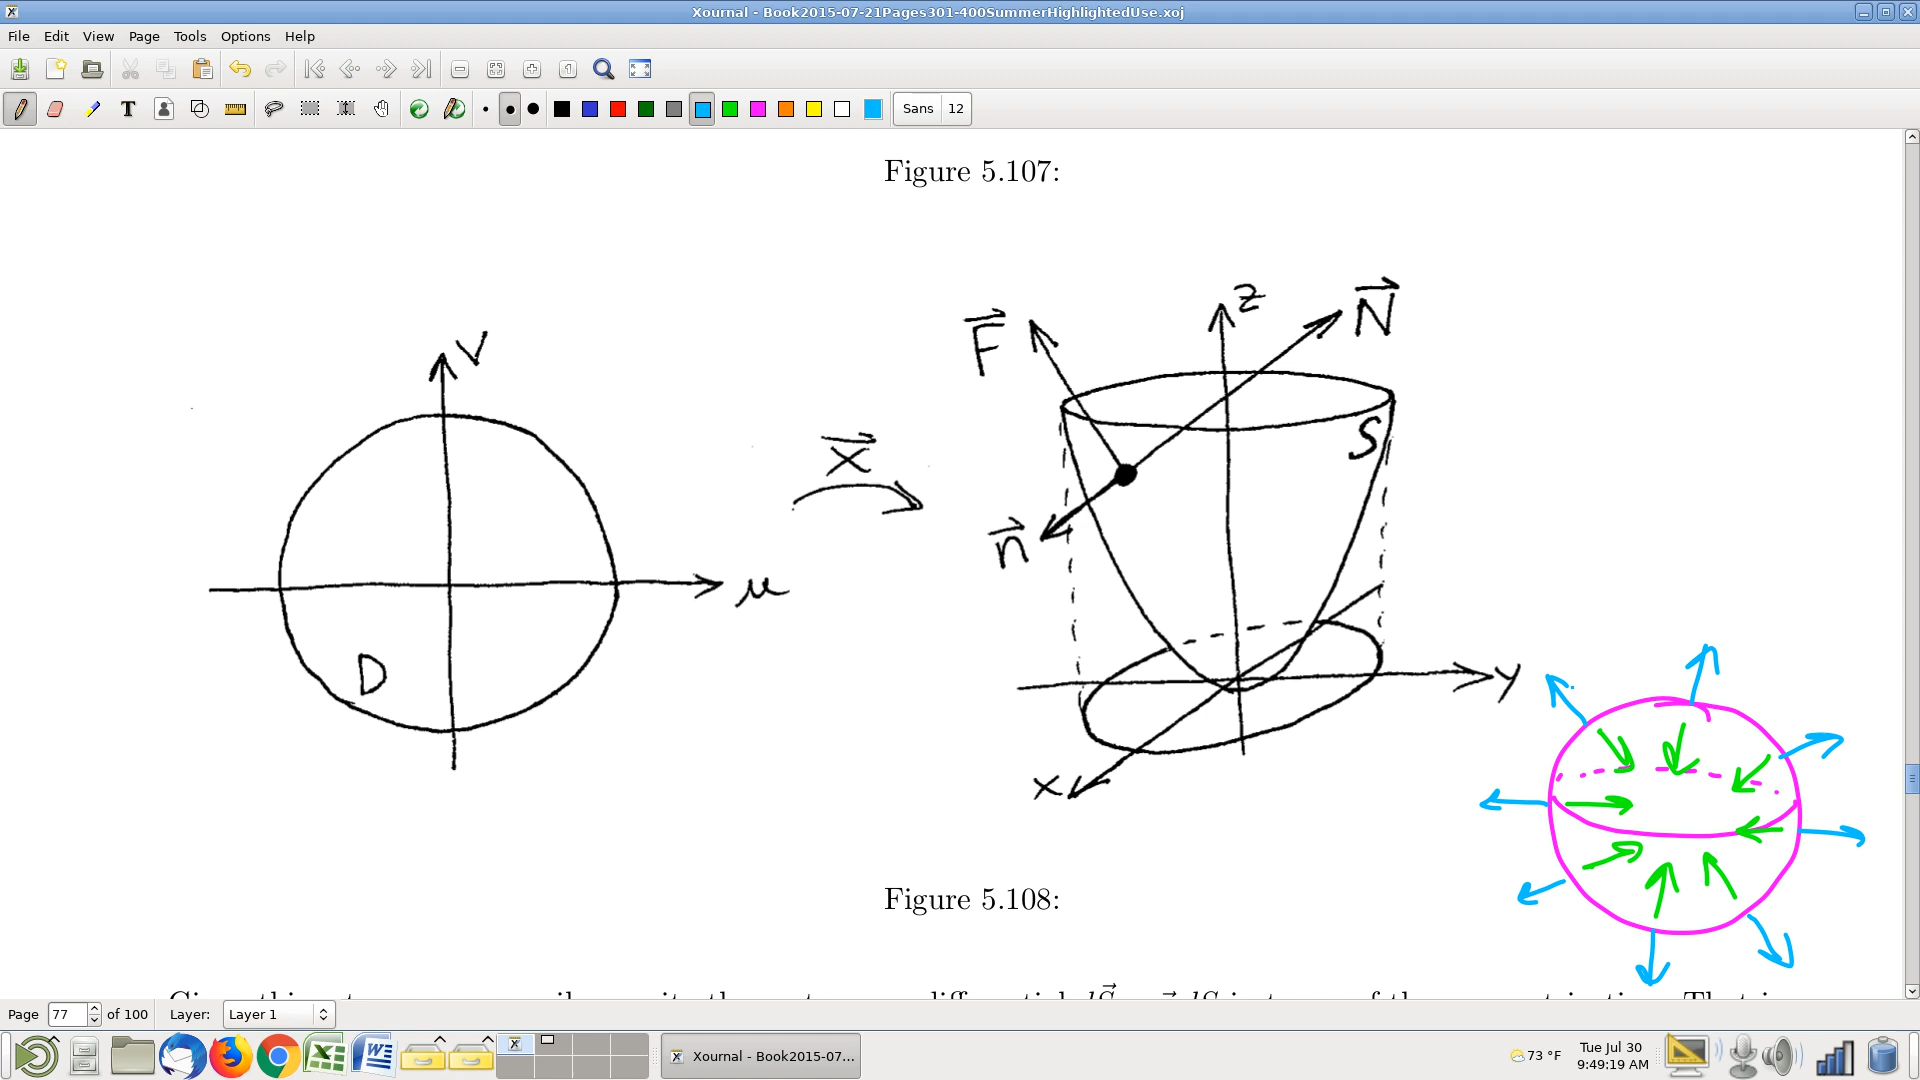 Xournal - Book2015-07-21Pages301-400SummerHighlightedUse.xoj
File Edit View Page Tools Options Help
Sans 12
Figure 5.107:
V
D
u
X
F
z
N
S
n
y
x
Figure 5.108:
Page 77 of 100 Layer: Layer 1
Xournal - Book2015-07...
73 °F
Tue Jul 30
9:49:19 AM